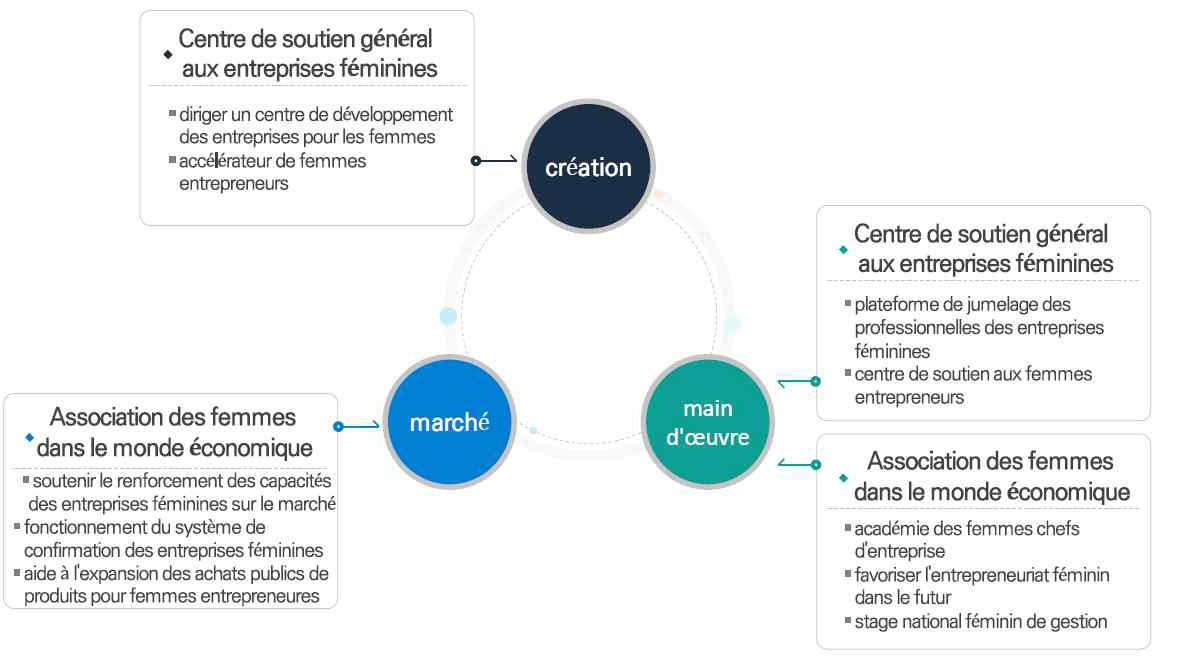 Centre de soutien général
aux entreprises féminines
diriger un centre de développement
des entreprises pour les femmes
accélérateur de femmes
entrepreneurs
création
Centre de soutien général
aux entreprises féminines
plateforme de jumelage des
professionnelles des entreprises
féminines
centre de soutien aux femmes
entrepreneurs
marché
main
d'œuvre
Association des femmes
dans le monde économique
soutenir le renforcement des capacités
des entreprises féminines sur le marché
fonctionnement du système de
confirmation des entreprises féminines
aide à l'expansion des achats publics de
produits pour femmes entrepreneures
Association des femmes
dans le monde économique
académie des femmes chefs
d'entreprise
favoriser l'entrepreneuriat féminin
dans le futur
stage national féminin de gestion